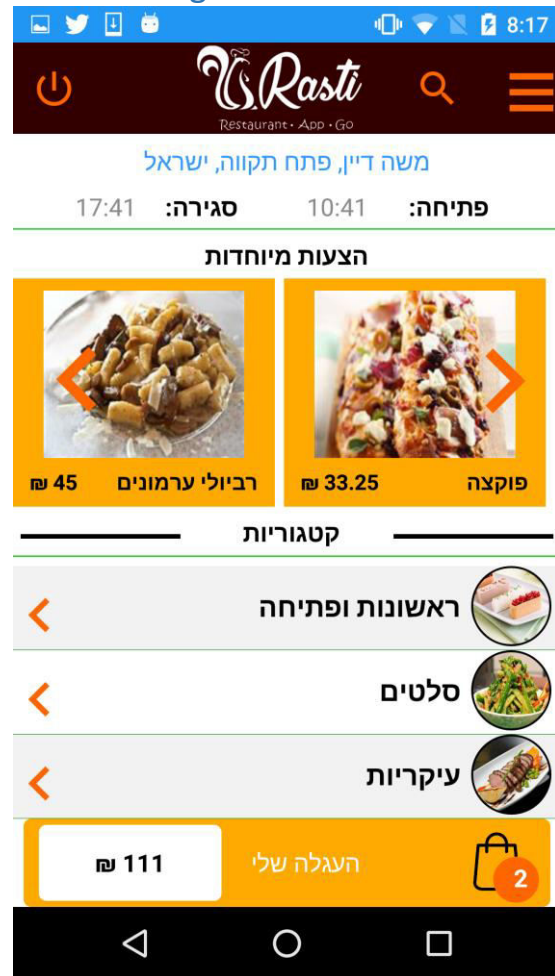 8:17
Rasti
Restaurant · App · Go
משה דיין, פתח תקווה, ישראל
פתיחה: 10:41 סגירה: 17:41
הצעות מיוחדות
פוקצה 33.25 ₪
רביולי ערמונים 45 ₪
קטגוריות
ראשונות ופתיחה
סלטים
עיקריות
2 העגלה שלי 111 ₪